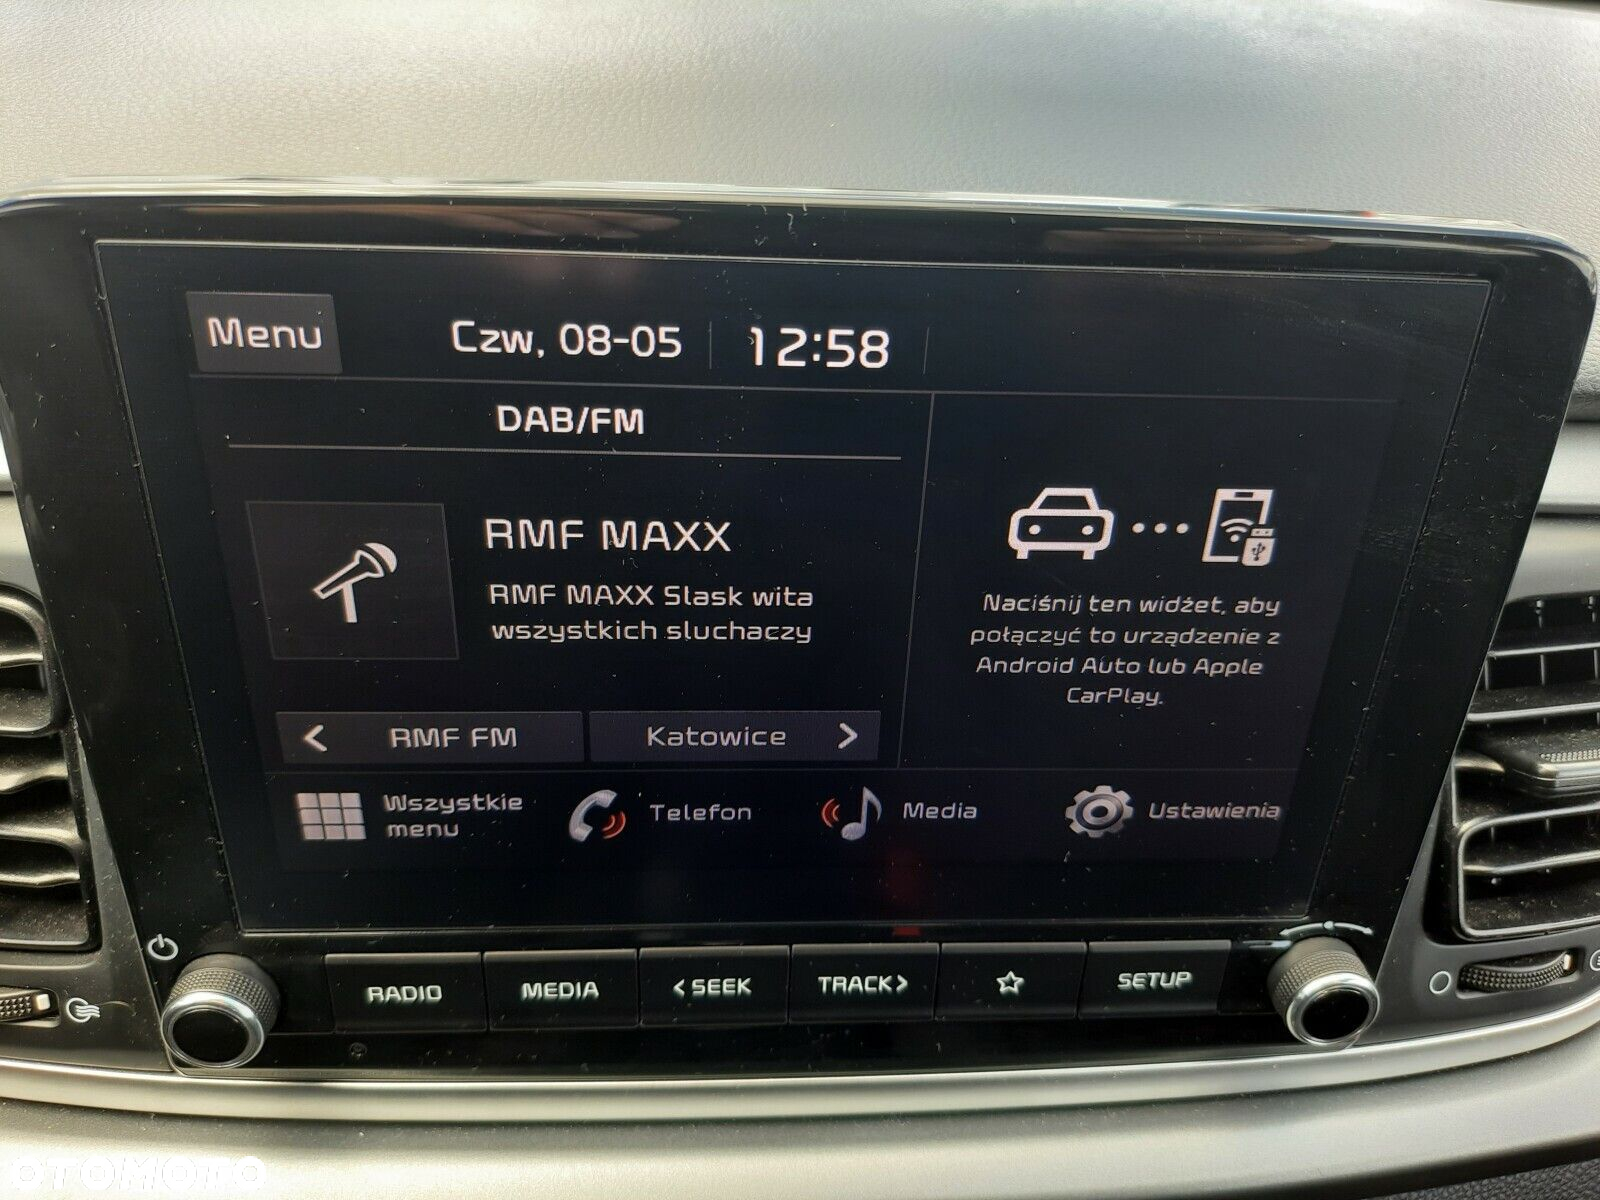 Menu
Czw, 08-05
12:58
DAB/FM
RMF MAXX
RMF MAXX Slask wita
wszystkich sluchaczy
Naciśnij ten widżet, aby
połączyć to urządzenie z
Android Auto lub Apple
CarPlay.
< RMF FM
Katowice >
Wszystkie
menu
Telefon
Media
Ustawienia
RADIO
MEDIA
<SEEK
TRACK>
SETUP
OTOMOTO